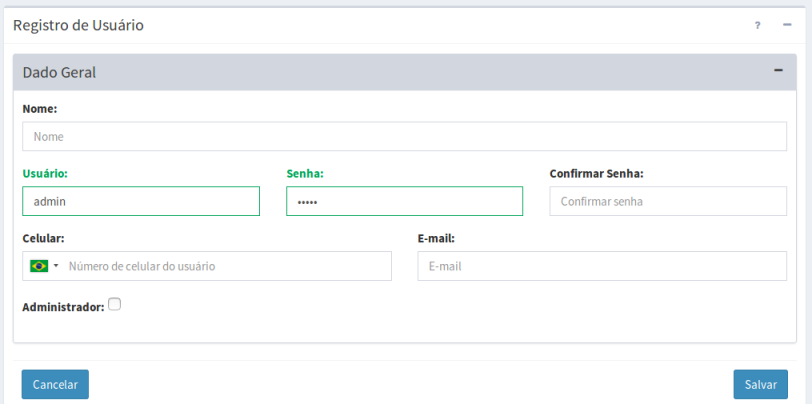 Registro de Usuário ? −
Dado Geral −
Nome:
Nome
Usuário: Senha: Confirmar Senha:
admin ••••• Confirmar senha
Celular: E-mail:
Número de celular do usuário E-mail
Administrador:
Cancelar Salvar